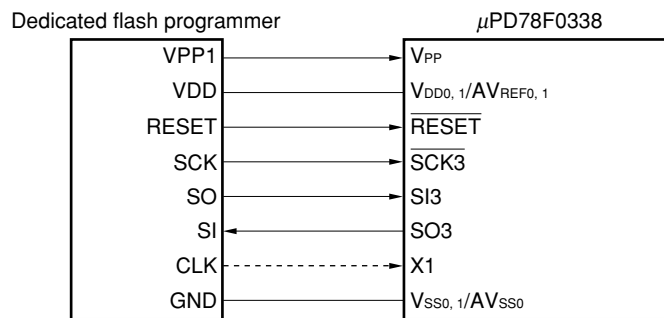 Dedicated flash programmer μPD78F0338
VPP1 VPP
VDD VDD0, 1/AVREF0, 1
RESET RESET
SCK SCK3
SO SI3
SI SO3
CLK X1
GND VSS0, 1/AVSS0